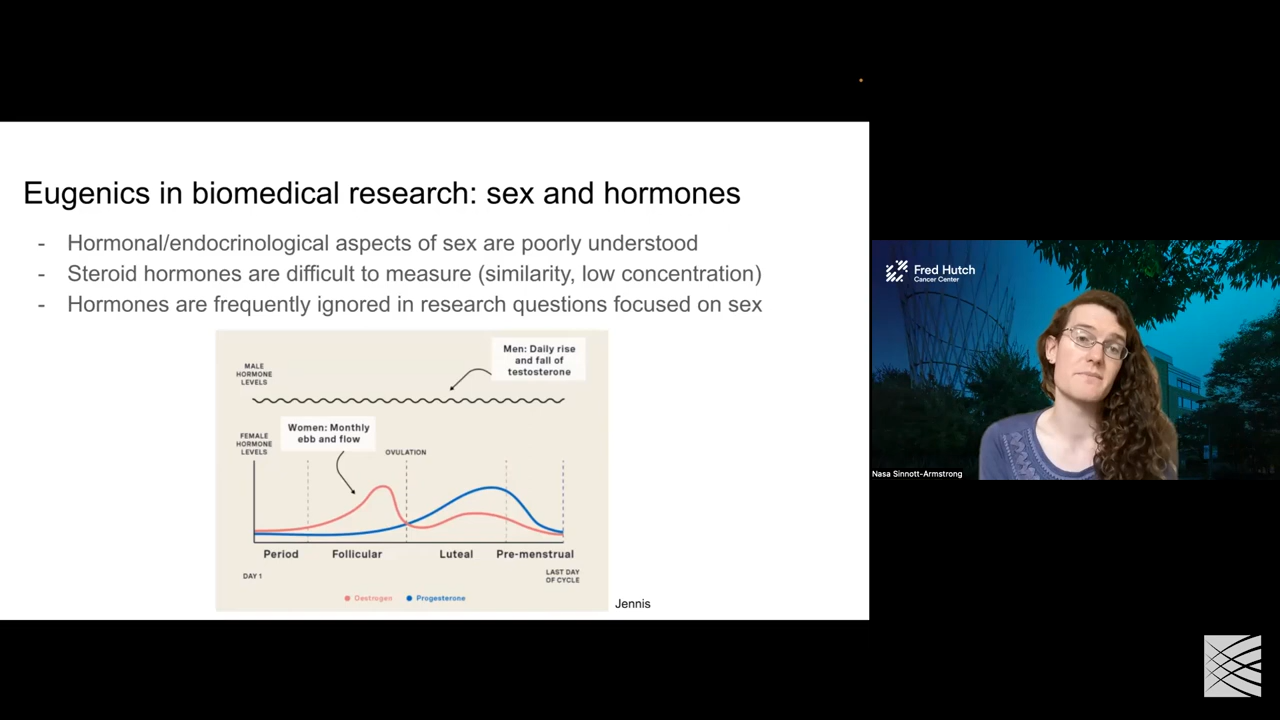 Eugenics in biomedical research: sex and hormones
- Hormonal/endocrinological aspects of sex are poorly understood
- Steroid hormones are difficult to measure (similarity, low concentration)
- Hormones are frequently ignored in research questions focused on sex
MALE
HORMONE
LEVELS
Men: Daily rise
and fall of
testosterone
FEMALE
HORMONE
LEVELS
Women: Monthly
ebb and flow
OVULATION
Period
Follicular
Luteal
Pre-menstrual
DAY 1
LAST DAY
OF CYCLE
Oestrogen
Progesterone
Jennis
Fred Hutch
Cancer Center
Nasa Sinnott-Armstrong